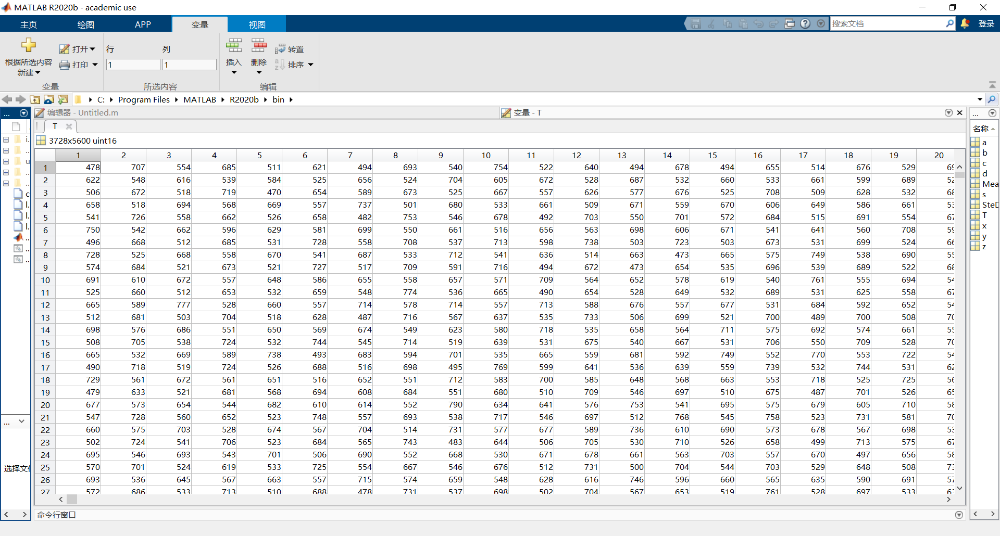 MATLAB R2020b - academic use
主页 绘图 APP 变量 视图
搜索文档 登录
打开 行 列 转置
根据所选内容 打印 1 1 插入 删除 排序
新建
变量 所选内容 编辑
C: Program Files MATLAB R2020b bin
... 编辑器 - Untitled.m 变量 - T ...
T 名称
3728x5600 uint16
1 2 3 4 5 6 7 8 9 10 11 12 13 14 15 16 17 18 19 20
1 478 707 554 685 511 621 494 693 540 754 522 640 494 678 494 655 514 676 529
2 622 548 616 539 584 525 656 524 704 605 672 528 687 532 660 533 661 599 689
3 506 672 518 719 470 654 589 673 525 667 557 626 577 676 525 708 509 628 532
4 658 518 694 568 669 557 737 501 680 533 661 509 671 559 670 606 649 586 661
5 541 726 558 662 526 658 482 753 546 678 492 703 550 701 572 684 515 691 554
6 750 542 662 596 629 581 699 550 661 516 656 563 698 606 671 541 641 560 708
7 496 668 512 685 531 728 558 708 537 713 598 738 503 723 503 673 531 699 524
8 728 525 668 558 670 541 687 533 712 541 636 514 663 473 665 575 749 538 690
9 574 684 521 673 521 727 517 709 591 716 494 672 473 654 535 696 539 689 522
10 691 610 672 557 648 586 655 558 657 571 709 564 652 578 619 540 761 555 694
11 525 660 512 653 532 659 548 774 536 665 490 654 528 649 532 689 531 625 558
12 665 589 777 528 660 557 714 578 714 557 713 588 676 557 677 531 684 592 652
13 512 681 503 704 518 628 487 716 567 637 535 733 506 699 521 700 489 700 508
14 698 576 686 551 650 569 674 549 623 580 718 535 658 564 711 575 692 574 661
15 508 705 538 724 532 744 545 714 519 639 531 675 540 667 531 706 550 709 528
16 665 532 669 589 738 493 683 594 701 535 665 559 681 592 749 552 770 553 722
17 490 718 519 724 526 688 516 698 495 769 599 641 536 639 559 739 532 744 531
18 729 561 672 561 651 516 652 551 712 583 700 585 648 568 663 553 718 525 725
19 479 633 521 681 568 694 608 684 551 680 510 709 546 697 510 675 487 701 526
20 677 573 654 544 682 610 614 552 790 634 641 576 753 541 695 575 679 605 710
21 547 728 560 652 523 748 557 693 538 717 546 697 512 768 545 758 523 731 581
22 660 575 703 528 674 567 704 514 731 577 677 589 736 610 690 573 678 567 698
23 502 724 541 706 523 684 565 743 483 644 506 705 530 710 526 658 499 713 575
24 695 546 693 543 701 506 690 552 668 530 671 678 661 563 703 557 670 497 656
25 570 701 524 619 533 725 554 667 546 676 512 731 500 704 544 703 529 648 508
26 693 536 645 567 663 557 715 574 659 548 628 616 746 596 660 565 635 590 691
27 572 686 533 713 510 688 478 731 537 698 502 704 567 653 519 761 528 697 533
a
b
c
d
Mea
s
T
x
y
z
选择文
命令行窗口